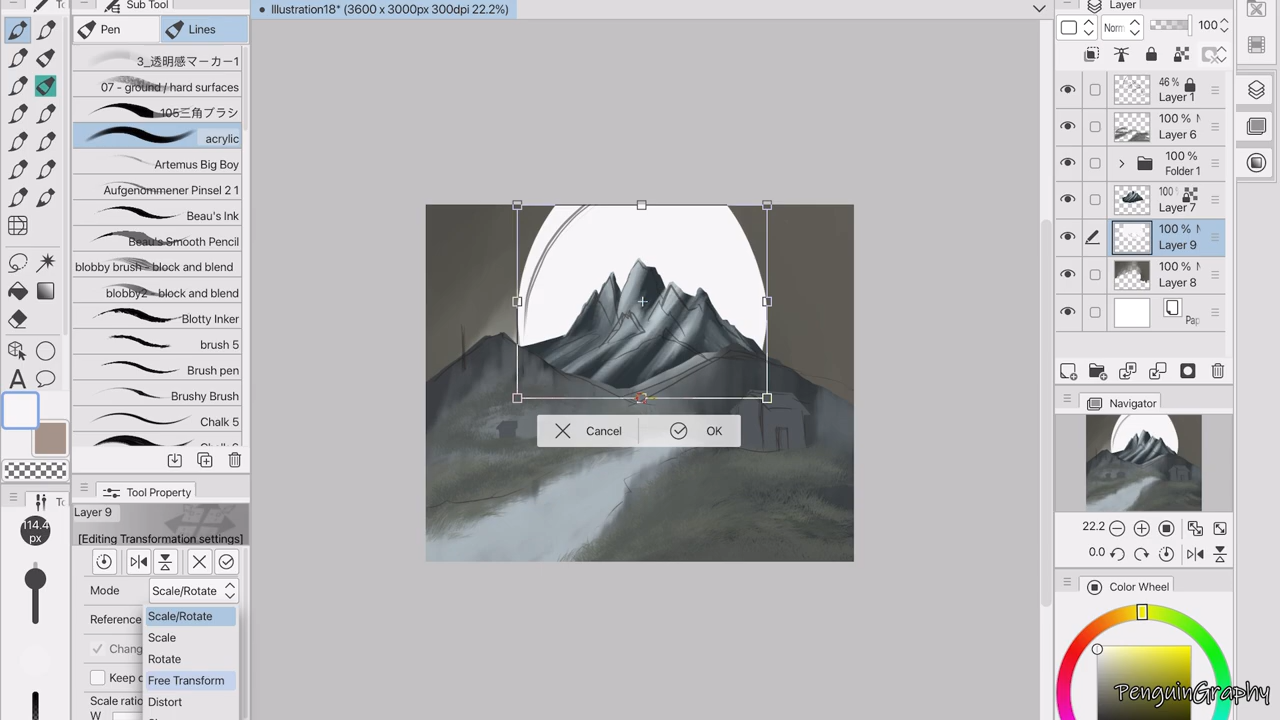 Sub Tool
Illustration18* (3600 x 3000px 300dpi 22.2%)
Layer
Pen
Lines
Norm
100
3_透明感マーカー1
07 - ground / hard surfaces
105三角ブラシ
acrylic
Artemus Big Boy
Aufgenommener Pinsel 2 1
Beau's Ink
Beau's Smooth Pencil
blobby brush - block and blend
blobby2 - block and blend
Blotty Inker
brush 5
Brush pen
Brushy Brush
Chalk 5
46 %
Layer 1
100 % N
Layer 6
100 %
Folder 1
100
Layer 7
100 % N
Layer 9
100 % N
Layer 8
Pap
A
Cancel
OK
Navigator
22.2
0.0
Tool Property
Layer 9
[Editing Transformation settings]
114.4
px
Mode
Scale/Rotate
Reference
Scale/Rotate
Scale
Rotate
Free Transform
Distort
Chang
Keep
Scale ratio
W
Color Wheel
PenguinGraphy